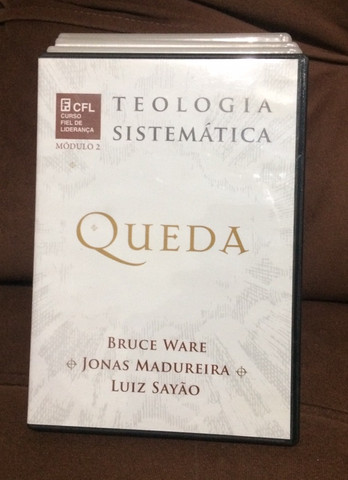 CFL
CURSO
FIEL DE
LIDERANÇA
MÓDULO 2
TEOLOGIA
SISTEMÁTICA
QUEDA
BRUCE WARE
JONAS MADUREIRA
LUIZ SAYÃO